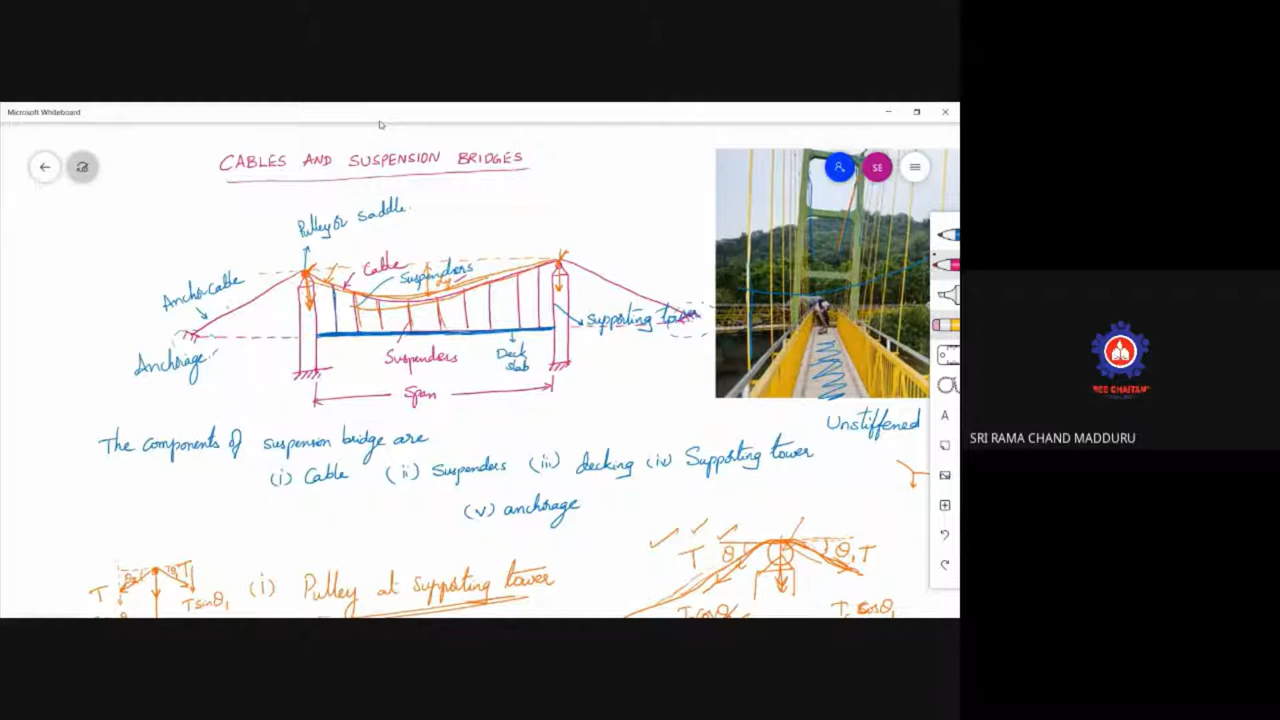 Microsoft Whiteboard
CABLES AND SUSPENSION BRIDGES
SE
Pulley or saddle.
Cable
Suspenders
Anchor cable
Supporting tower
Anchorage
Suspenders
Deck
slab
Span
Unstiffened
SRI RAMA CHAND MADDURU
The components of suspension bridge are
(i) Cable (ii) Suspenders (iii) decking (iv) Supporting tower
(v) anchorage
T θ θ1 T
T T
T sinθ1
(i) Pulley at supporting tower
T cosθ1